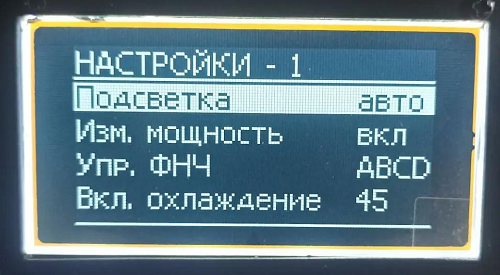 НАСТРОЙКИ - 1
Подсветка авто
Изм. мощность вкл
Упр. ФНЧ ABCD
Вкл. охлаждение 45